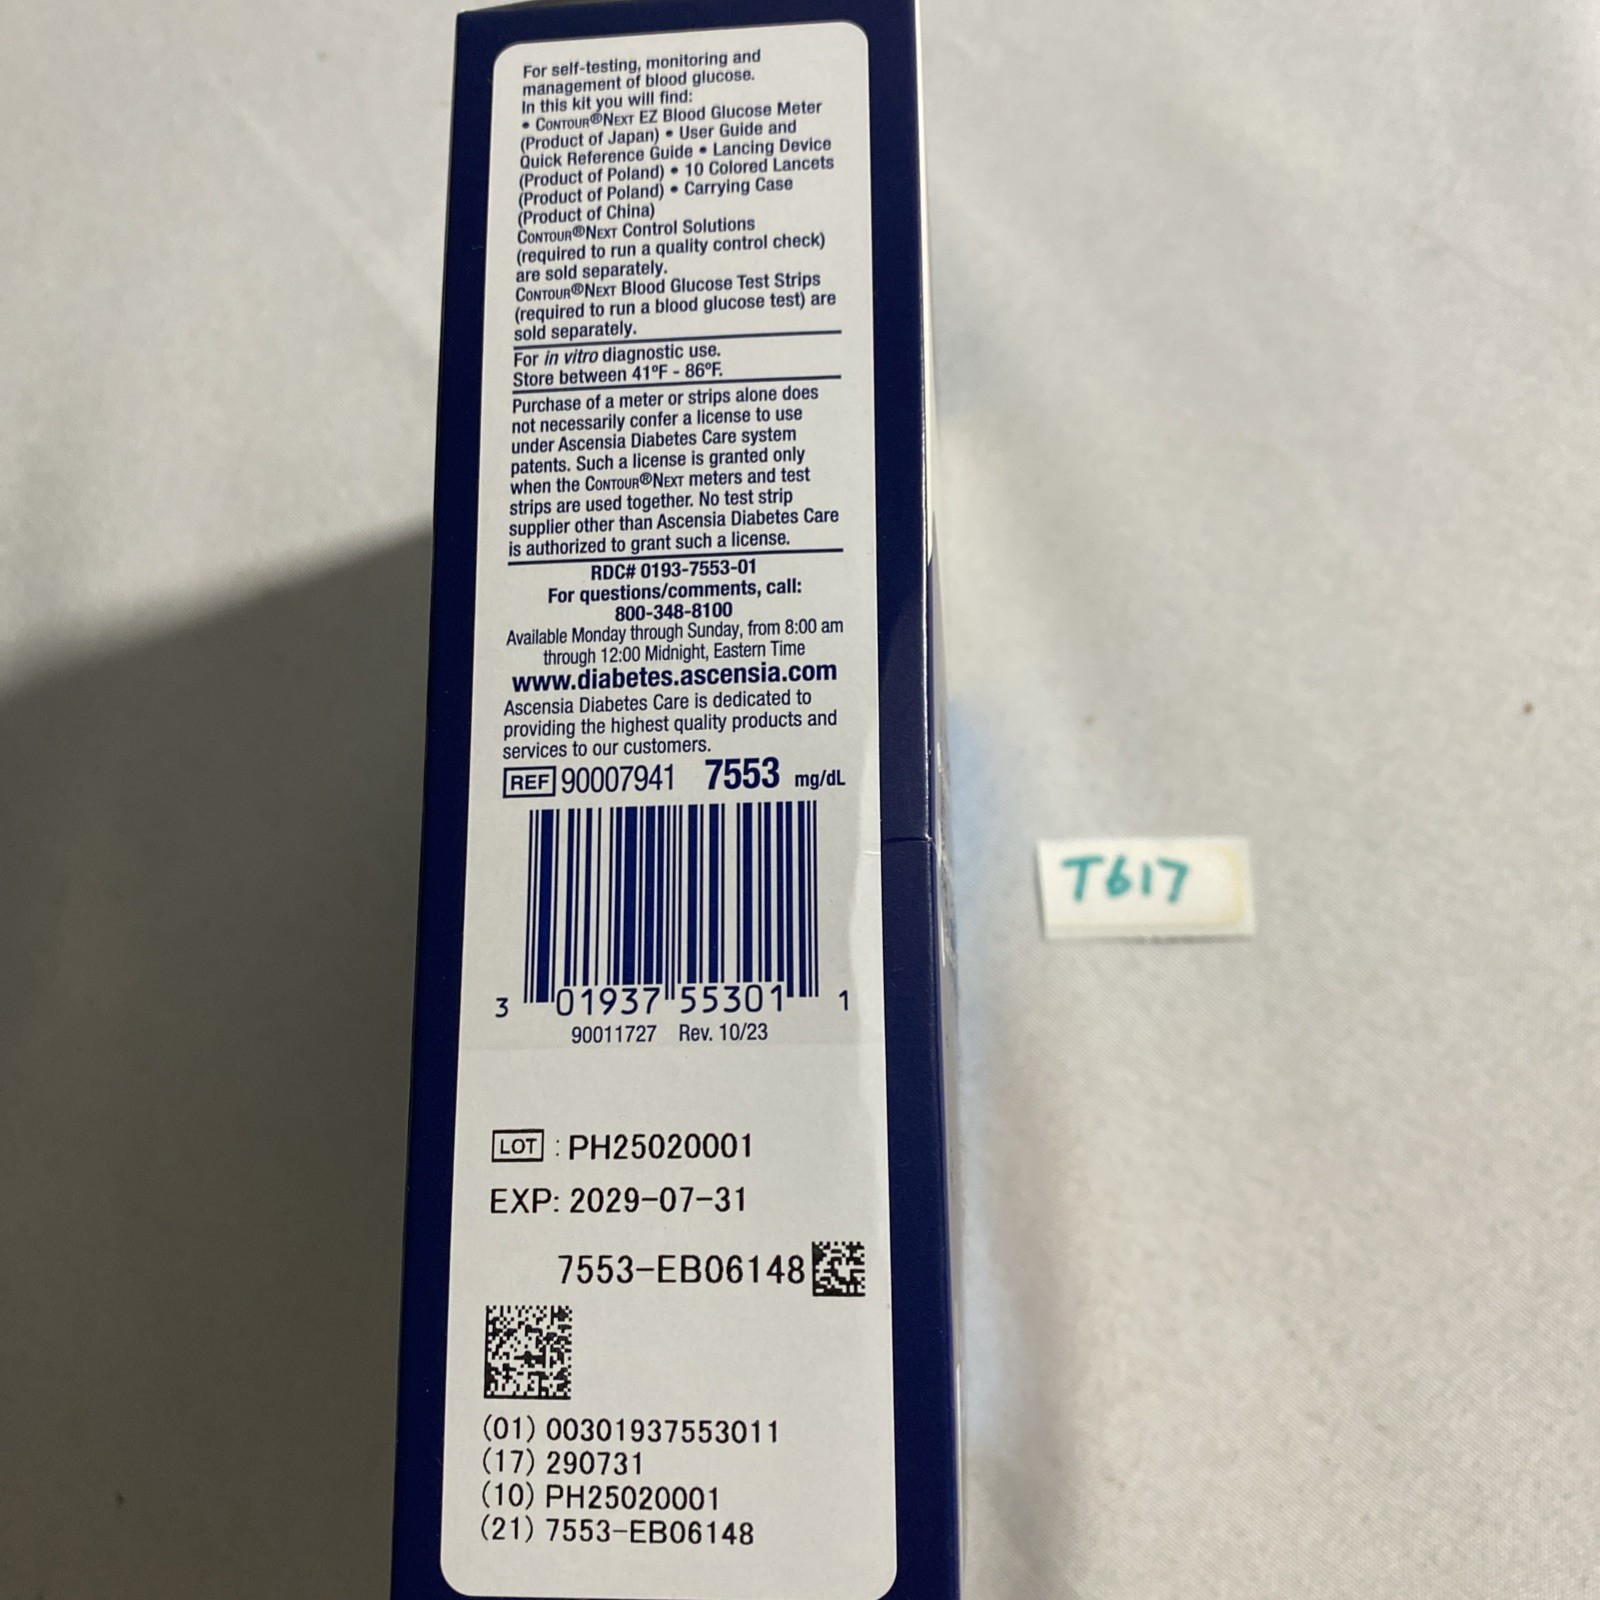 For self-testing, monitoring and
management of blood glucose.
In this kit you will find:
• CONTOUR®NEXT EZ Blood Glucose Meter
(Product of Japan) • User Guide and
Quick Reference Guide • Lancing Device
(Product of Poland) • 10 Colored Lancets
(Product of Poland) • Carrying Case
(Product of China)
CONTOUR®NEXT Control Solutions
(required to run a quality control check)
are sold separately.
CONTOUR®NEXT Blood Glucose Test Strips
(required to run a blood glucose test) are
sold separately.
For in vitro diagnostic use.
Store between 41ºF - 86ºF.
Purchase of a meter or strips alone does
not necessarily confer a license to use
under Ascensia Diabetes Care system
patents. Such a license is granted only
when the CONTOUR®NEXT meters and test
strips are used together. No test strip
supplier other than Ascensia Diabetes Care
is authorized to grant such a license.
RDC# 0193-7553-01
For questions/comments, call:
800-348-8100
Available Monday through Sunday, from 8:00 am
through 12:00 Midnight, Eastern Time
www.diabetes.ascensia.com
Ascensia Diabetes Care is dedicated to
providing the highest quality products and
services to our customers.
REF 90007941 7553 mg/dL
3 01937 55301 1
90011727 Rev. 10/23
LOT : PH25020001
EXP: 2029-07-31
7553-EB06148
(01) 00301937553011
(17) 290731
(10) PH25020001
(21) 7553-EB06148
T617